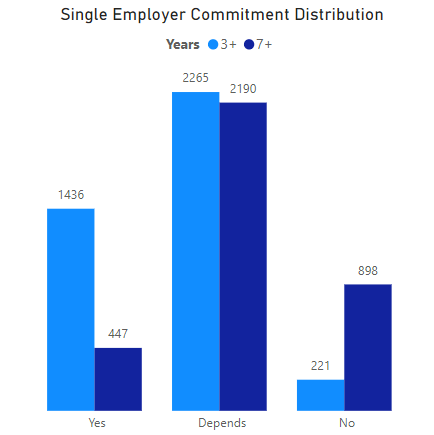 Single Employer Commitment Distribution
Years 3+ 7+
2265
2190
1436
898
447
221
Yes Depends No